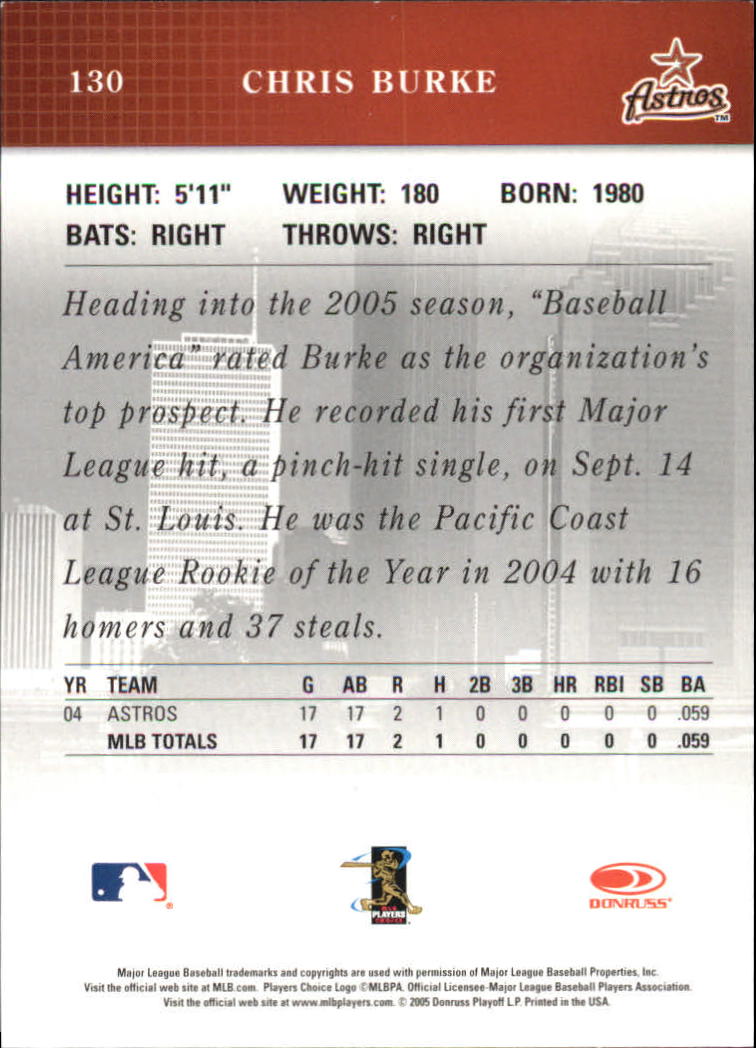 130 CHRIS BURKE
Astros
TM
HEIGHT: 5'11" WEIGHT: 180 BORN: 1980
BATS: RIGHT THROWS: RIGHT
Heading into the 2005 season, “Baseball
America” rated Burke as the organization's
top prospect. He recorded his first Major
League hit, a pinch-hit single, on Sept. 14
at St. Louis. He was the Pacific Coast
League Rookie of the Year in 2004 with 16
homers and 37 steals.
YR TEAM G AB R H 2B 3B HR RBI SB BA
04 ASTROS 17 17 2 1 0 0 0 0 0 .059
MLB TOTALS 17 17 2 1 0 0 0 0 0 .059
®
MLB
PLAYERS
CHOICE
DONRUSS®
Major League Baseball trademarks and copyrights are used with permission of Major League Baseball Properties, Inc.
Visit the official web site at MLB.com. Players Choice Logo ©MLBPA. Official Licensee-Major League Baseball Players Association.
Visit the official web site at www.mlbplayers.com. © 2005 Donruss Playoff L.P. Printed in the USA.